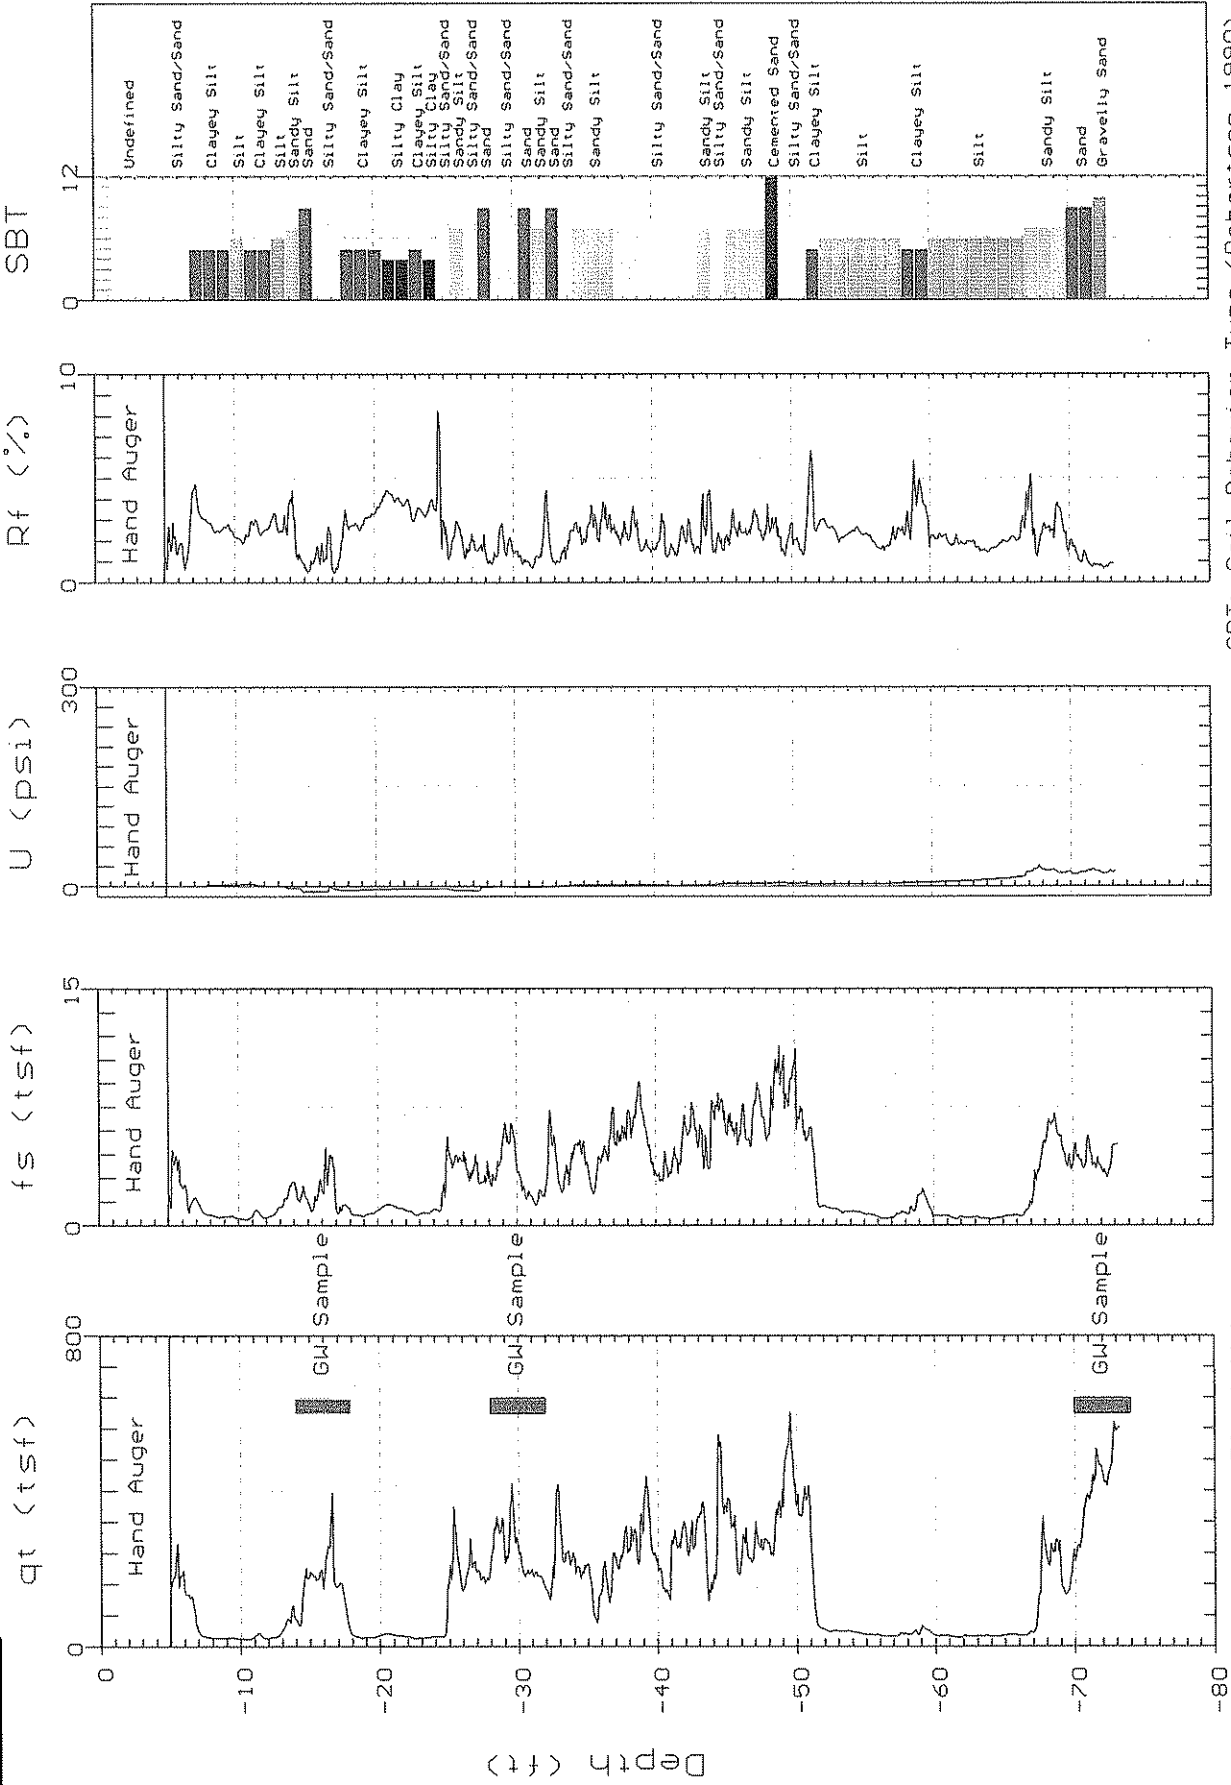 qt (tsf)
0
800
Hand Auger
GW Sample
GW Sample
GW Sample
Depth (ft)
0
-10
-20
-30
-40
-50
-60
-70
-80
fs (tsf)
0
15
Hand Auger
U (psi)
0
300
Hand Auger
Rf (%)
0
10
Hand Auger
SBT
0
12
Undefined
Silty Sand/Sand
Clayey Silt
Silt
Clayey Silt
Silt
Sandy Silt
Sand
Silty Sand/Sand
Clayey Silt
Silty Clay
Clayey Silt
Silty Clay
Silty Sand/Sand
Sandy Silt
Silty Sand/Sand
Sand
Silty Sand/Sand
Sand
Sandy Silt
Sand
Silty Sand/Sand
Sandy Silt
Silty Sand/Sand
Sandy Silt
Silty Sand/Sand
Sandy Silt
Cemented Sand
Silty Sand/Sand
Clayey Silt
Silt
Clayey Silt
Silt
Sandy Silt
Sand
Gravelly Sand